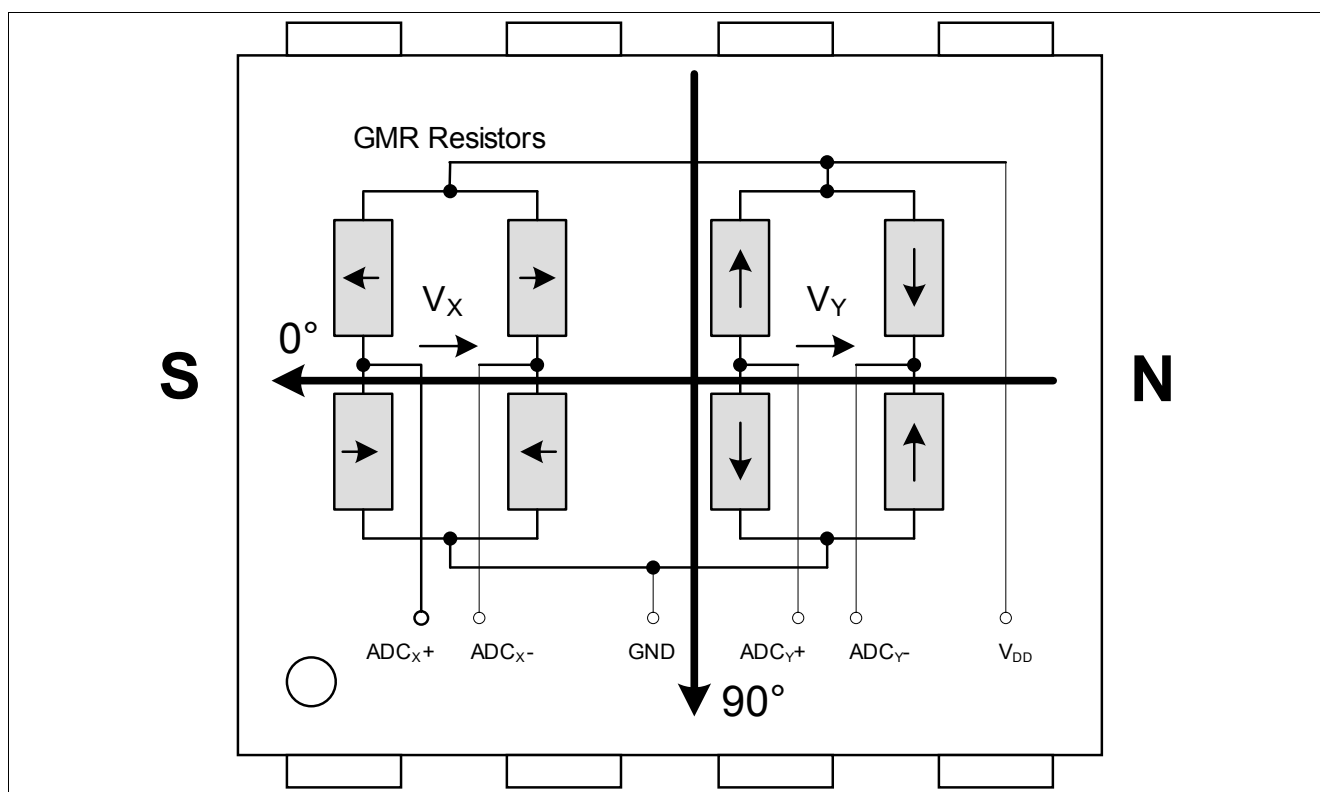 GMR Resistors
V_X
V_Y
0°
S
N
ADC_X+
ADC_X-
GND
ADC_Y+
ADC_Y-
V_DD
90°